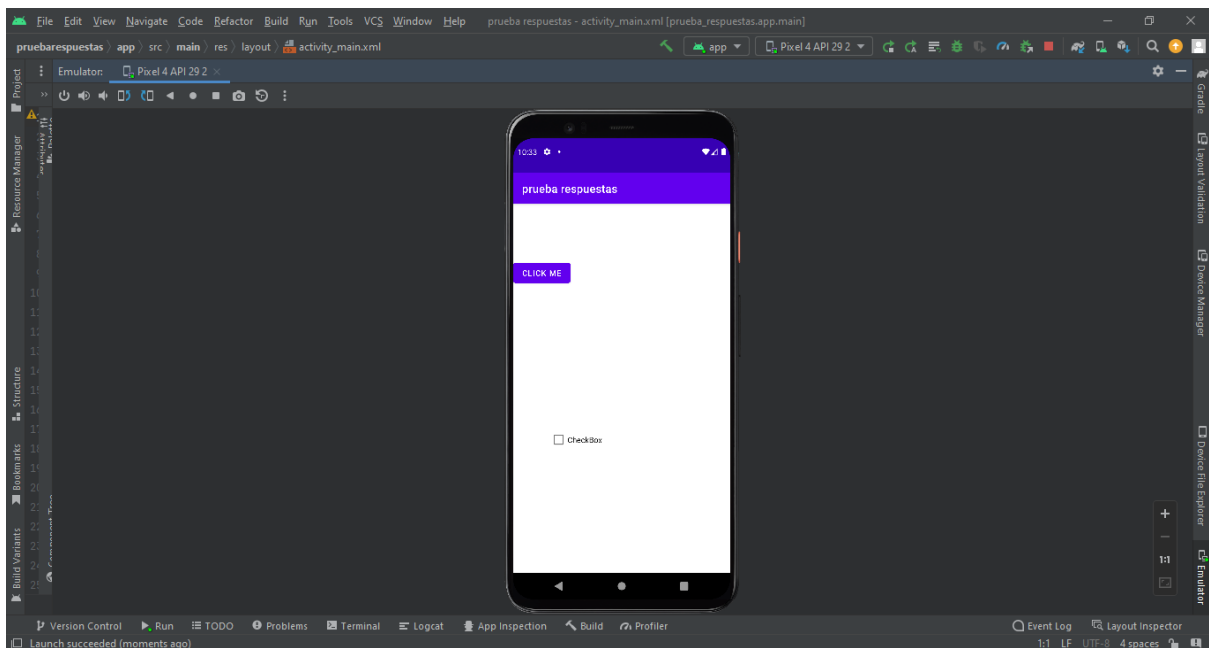 File Edit View Navigate Code Refactor Build Run Tools VCS Window Help prueba respuestas - activity_main.xml [prueba_respuestas.app.main]
pruebarespuestas app src main res layout activity_main.xml app Pixel 4 API 29 2
Emulator: Pixel 4 API 29 2
Project
Resource Manager
Structure
Bookmarks
Build Variants
Palette
Attributes
Component Tree
10:33
prueba respuestas
CLICK ME
CheckBox
Gradle
Layout Validation
Device Manager
Device File Explorer
Emulator
1:1
Version Control Run TODO Problems Terminal Logcat App Inspection Build Profiler Event Log Layout Inspector
Launch succeeded (moments ago) 1:1 LF UTF-8 4 spaces